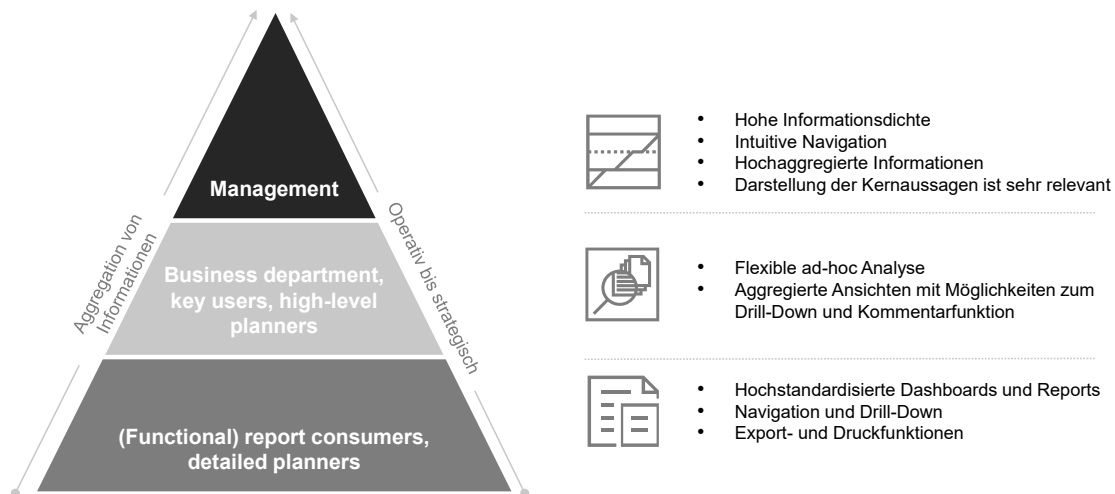 Management
Business department,
key users, high-level
planners
(Functional) report consumers,
detailed planners
Aggregation von
Informationen
Operativ bis strategisch
• Hohe Informationsdichte
• Intuitive Navigation
• Hochaggregierte Informationen
• Darstellung der Kernaussagen ist sehr relevant
• Flexible ad-hoc Analyse
• Aggregierte Ansichten mit Möglichkeiten zum
Drill-Down und Kommentarfunktion
• Hochstandardisierte Dashboards und Reports
• Navigation und Drill-Down
• Export- und Druckfunktionen